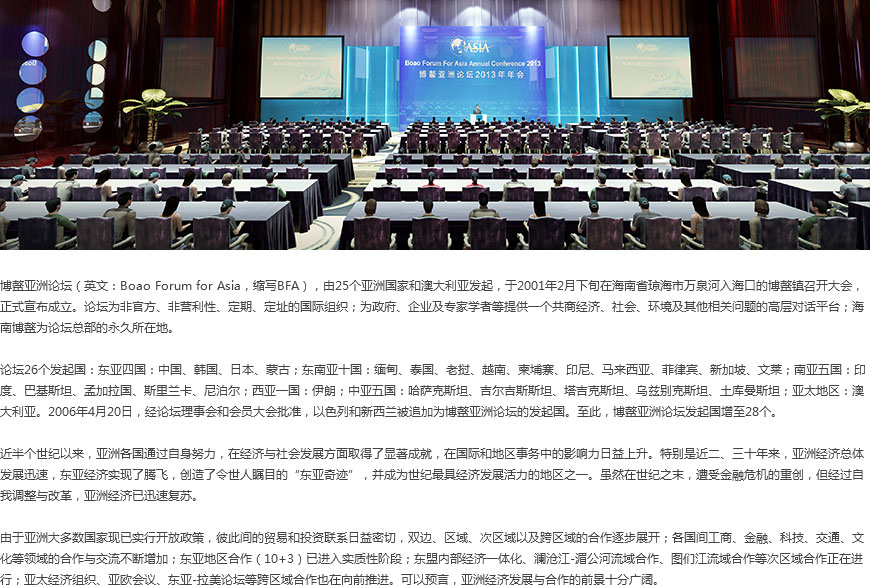 ASIA
Boao Forum For Asia Annual Conference 2013
博鳌亚洲论坛2013年年会
博鳌亚洲论坛（英文：Boao Forum for Asia，缩写BFA），由25个亚洲国家和澳大利亚发起，于2001年2月下旬在海南省琼海市万泉河入海口的博鳌镇召开大会，
正式宣布成立。论坛为非官方、非营利性、定期、定址的国际组织；为政府、企业及专家学者等提供一个共商经济、社会、环境及其他相关问题的高层对话平台；海
南博鳌为论坛总部的永久所在地。
论坛26个发起国：东亚四国：中国、韩国、日本、蒙古；东南亚十国：缅甸、泰国、老挝、越南、柬埔寨、印尼、马来西亚、菲律宾、新加坡、文莱；南亚五国：印
度、巴基斯坦、孟加拉国、斯里兰卡、尼泊尔；西亚一国：伊朗；中亚五国：哈萨克斯坦、吉尔吉斯斯坦、塔吉克斯坦、乌兹别克斯坦、土库曼斯坦；亚太地区：澳
大利亚。2006年4月20日，经论坛理事会和会员大会批准，以色列和新西兰被追加为博鳌亚洲论坛的发起国。至此，博鳌亚洲论坛发起国增至28个。
近半个世纪以来，亚洲各国通过自身努力，在经济与社会发展方面取得了显著成就，在国际和地区事务中的影响力日益上升。特别是近二、三十年来，亚洲经济总体
发展迅速，东亚经济实现了腾飞，创造了令世人瞩目的“东亚奇迹”，并成为世纪最具经济发展活力的地区之一。虽然在世纪之末，遭受金融危机的重创，但经过自
我调整与改革，亚洲经济已迅速复苏。
由于亚洲大多数国家现已实行开放政策，彼此间的贸易和投资联系日益密切，双边、区域、次区域以及跨区域的合作逐步展开；各国间工商、金融、科技、交通、文
化等领域的合作与交流不断增加；东亚地区合作（10+3）已进入实质性阶段；东盟内部经济一体化、澜沧江-湄公河流域合作、图们江流域合作等次区域合作正在进
行；亚太经济组织、亚欧会议、东亚-拉美论坛等跨区域合作也在向前推进。可以预言，亚洲经济发展与合作的前景十分广阔。